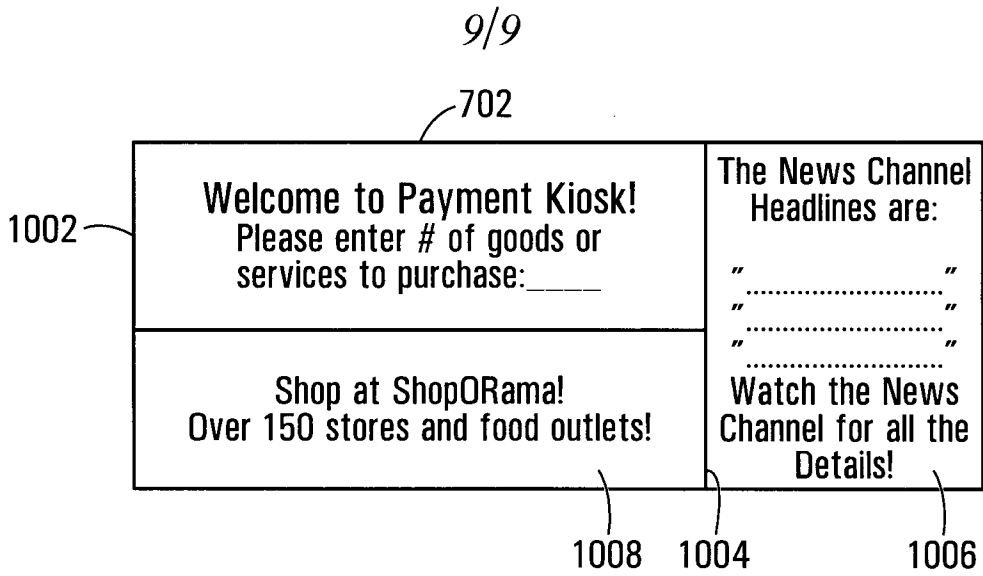 9/9
702
1002
Welcome to Payment Kiosk!
Please enter # of goods or
services to purchase:____
Shop at ShopORama!
Over 150 stores and food outlets!
The News Channel
Headlines are:
"..........................."
"..........................."
"..........................."
Watch the News
Channel for all the
Details!
1008 1004 1006